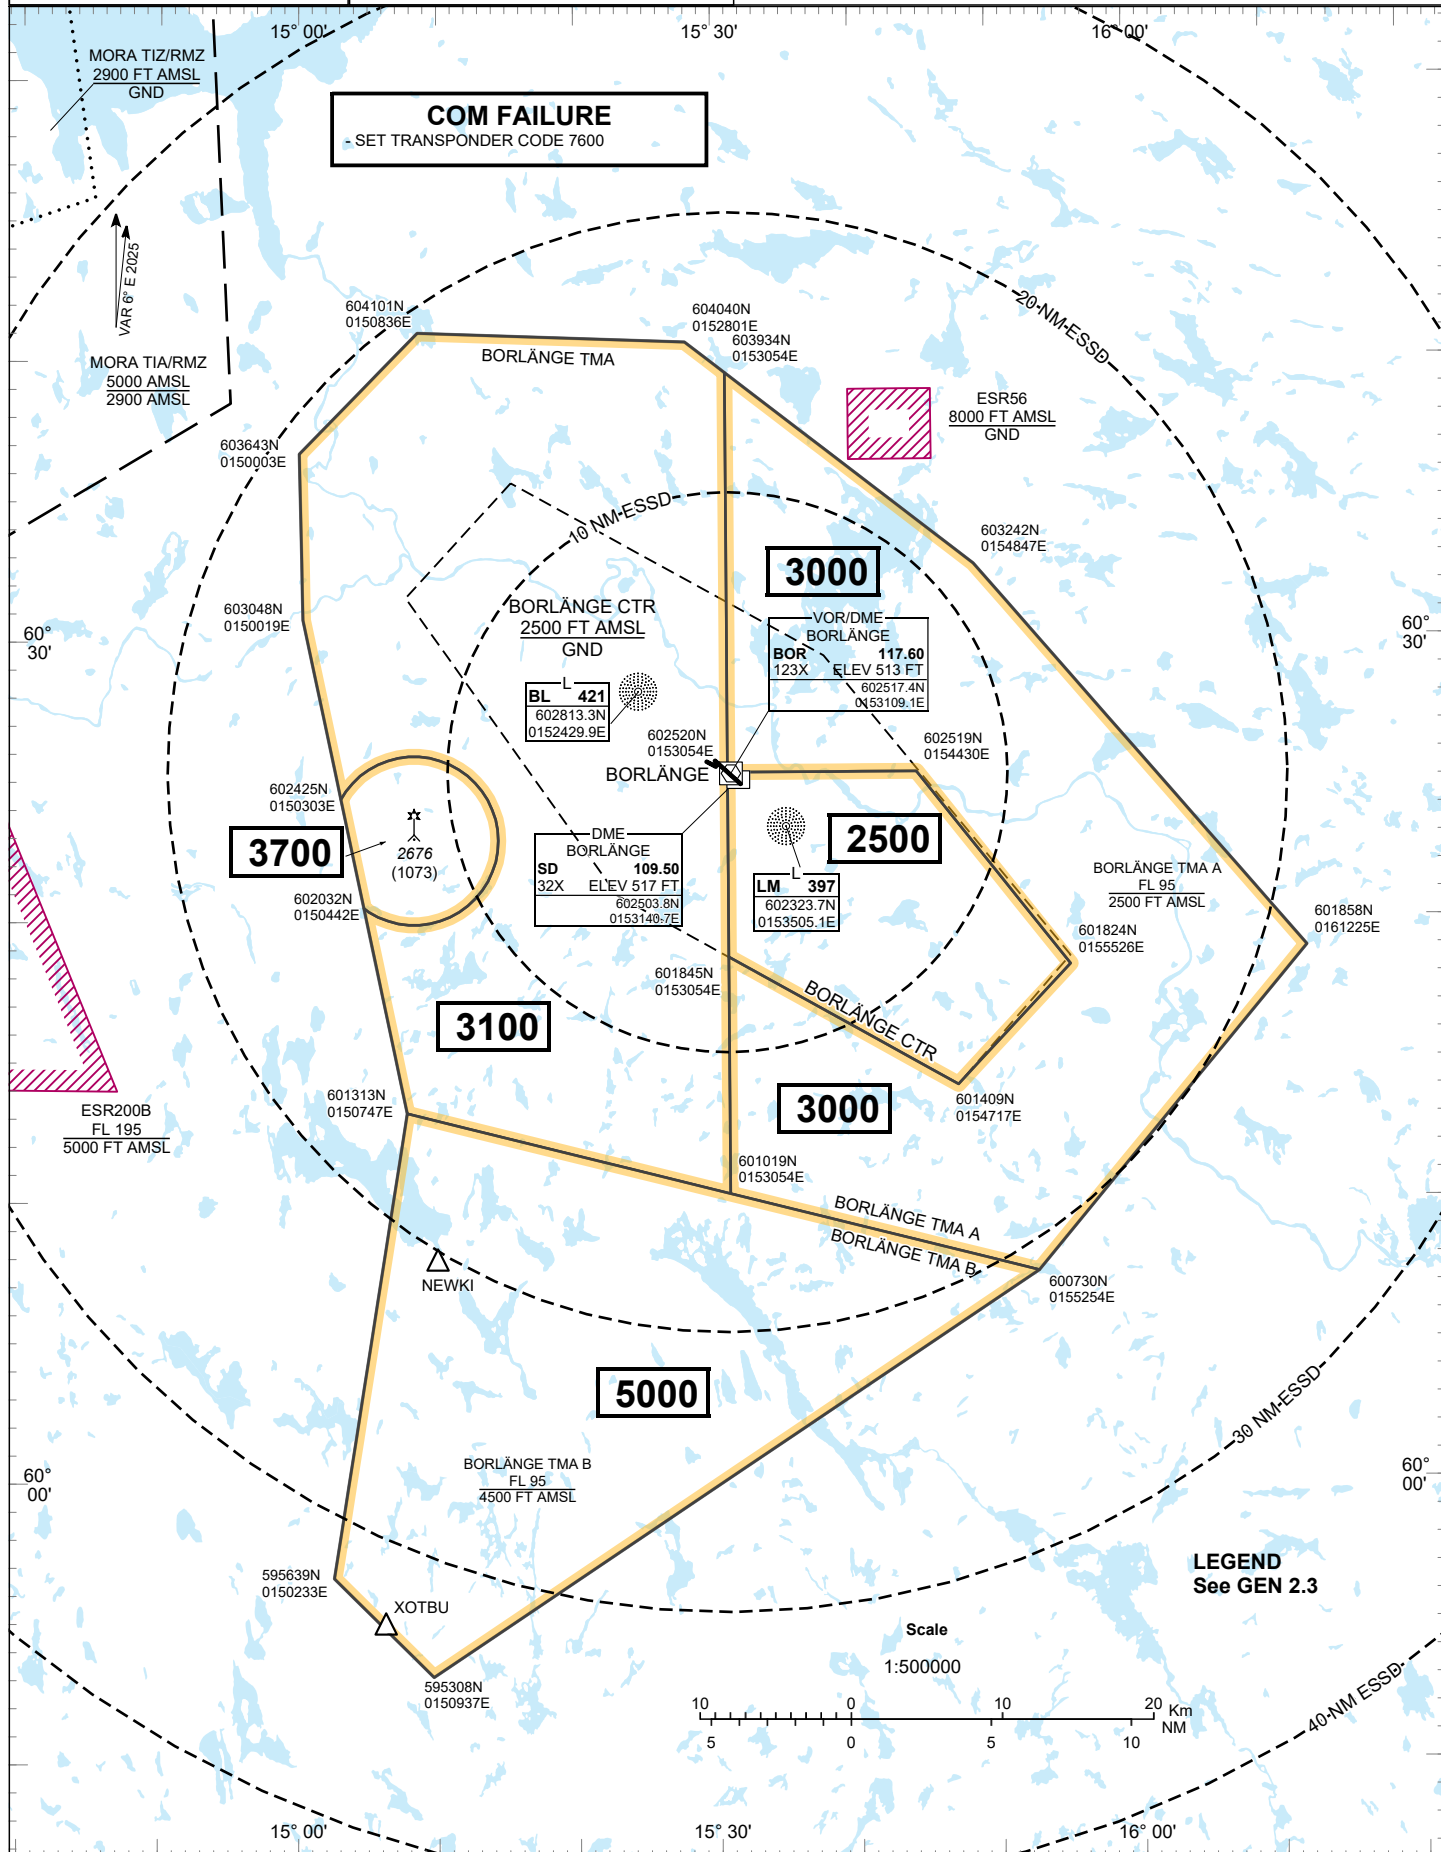 15° 00'
15° 30'
16° 00'
MORA TIZ/RMZ
2900 FT AMSL
GND
COM FAILURE
- SET TRANSPONDER CODE 7600
VAR 6° E 2025
MORA TIA/RMZ
5000 AMSL
2900 AMSL
20 NM ESSD
604101N
0150836E
604040N
0152801E
603934N
0153054E
BORLÄNGE TMA
ESR56
8000 FT AMSL
GND
603643N
0150003E
10 NM ESSD
603242N
0154847E
3000
603048N
0150019E
BORLÄNGE CTR
2500 FT AMSL
GND
60°
30'
60°
30'
VOR/DME
BORLÄNGE
BOR 117.60
123X ELEV 513 FT
602517.4N
0153109.1E
L
BL 421
602813.3N
0152429.9E
602520N
0153054E
602519N
0154430E
BORLÄNGE
602425N
0150303E
3700
2676
(1073)
DME
BORLÄNGE
SD 109.50
32X ELEV 517 FT
602503.8N
0153140.7E
2500
L
LM 397
602323.7N
0153505.1E
BORLÄNGE TMA A
FL 95
2500 FT AMSL
602032N
0150442E
601858N
0161225E
601824N
0155526E
601845N
0153054E
BORLÄNGE CTR
3100
601313N
0150747E
3000
601409N
0154717E
ESR200B
FL 195
5000 FT AMSL
601019N
0153054E
BORLÄNGE TMA A
BORLÄNGE TMA B
NEWKI
600730N
0155254E
5000
30 NM ESSD
BORLÄNGE TMA B
FL 95
4500 FT AMSL
60°
00'
60°
00'
595639N
0150233E
XOTBU
LEGEND
See GEN 2.3
Scale
1:500000
595308N
0150937E
10 0 10 20 Km
NM
5 0 5 10
40 NM ESSD
15° 00'
15° 30'
16° 00'